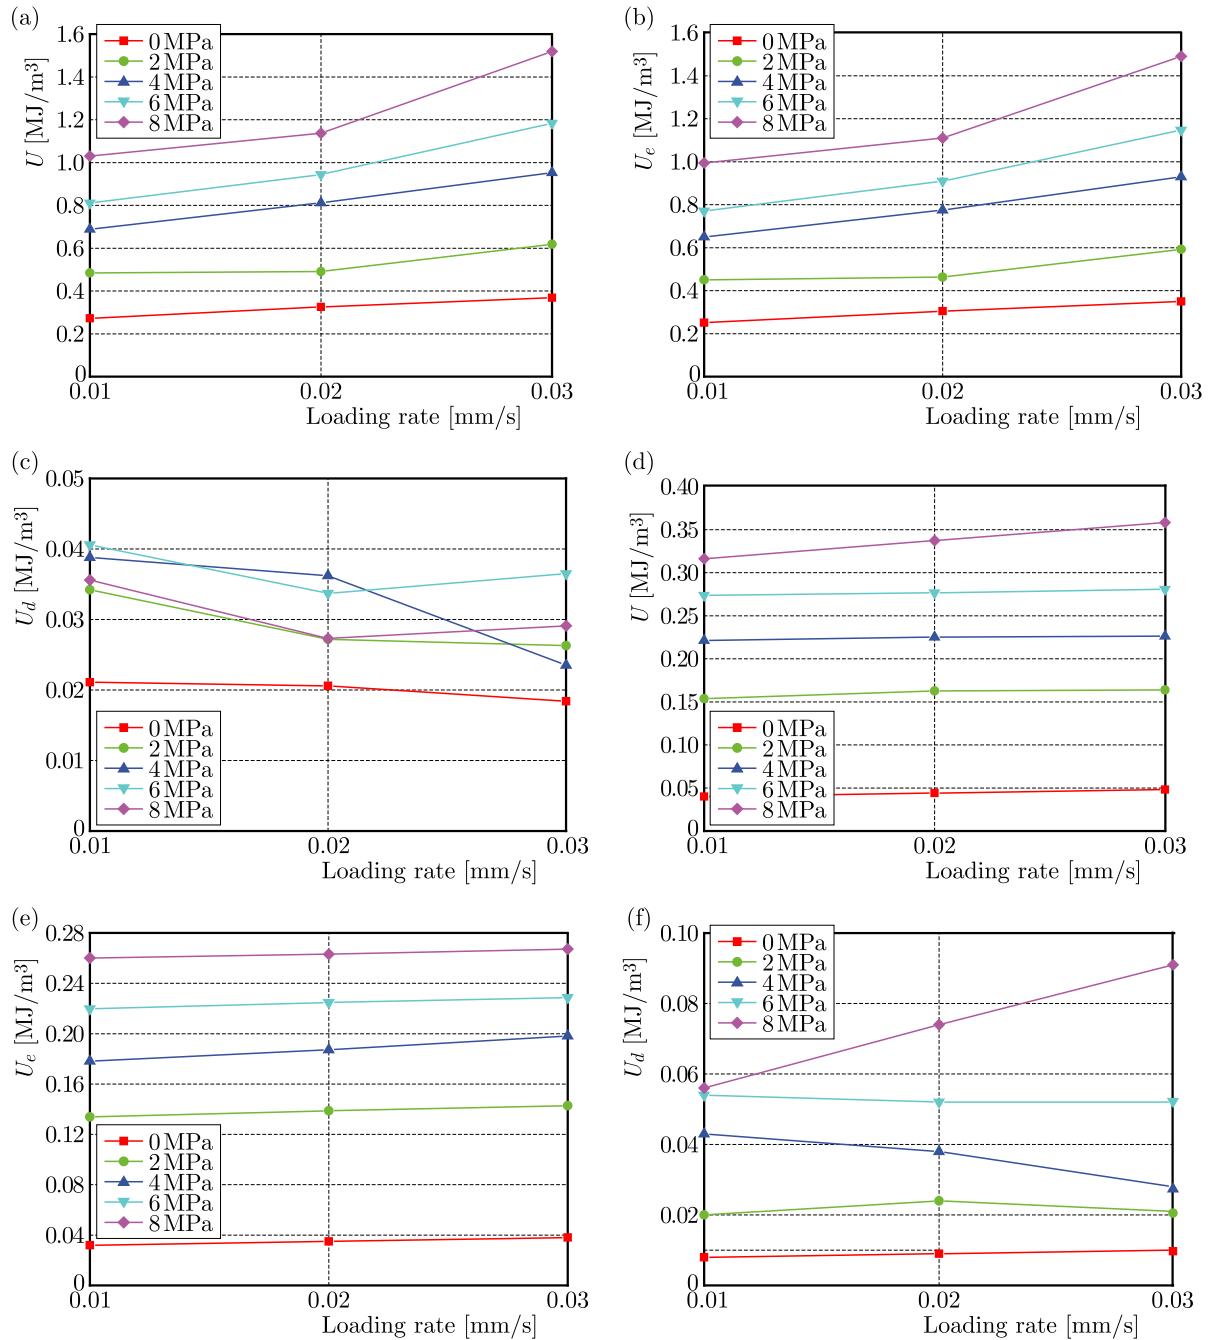 (a)
1.6
1.4
1.2
1.0
0.8
0.6
0.4
0.2
0
U [MJ/m³]
0 MPa
2 MPa
4 MPa
6 MPa
8 MPa
0.01 0.02 0.03
Loading rate [mm/s]
(b)
1.6
1.4
1.2
1.0
0.8
0.6
0.4
0.2
0
Uₑ [MJ/m³]
0 MPa
2 MPa
4 MPa
6 MPa
8 MPa
0.01 0.02 0.03
Loading rate [mm/s]
(c)
0.05
0.04
0.03
0.02
0.01
0
U_d [MJ/m³]
0 MPa
2 MPa
4 MPa
6 MPa
8 MPa
0.01 0.02 0.03
Loading rate [mm/s]
(d)
0.40
0.35
0.30
0.25
0.20
0.15
0.10
0.05
0
U [MJ/m³]
0 MPa
2 MPa
4 MPa
6 MPa
8 MPa
0.01 0.02 0.03
Loading rate [mm/s]
(e)
0.28
0.24
0.20
0.16
0.12
0.08
0.04
0
Uₑ [MJ/m³]
0 MPa
2 MPa
4 MPa
6 MPa
8 MPa
0.01 0.02 0.03
Loading rate [mm/s]
(f)
0.10
0.08
0.06
0.04
0.02
0
U_d [MJ/m³]
0 MPa
2 MPa
4 MPa
6 MPa
8 MPa
0.01 0.02 0.03
Loading rate [mm/s]